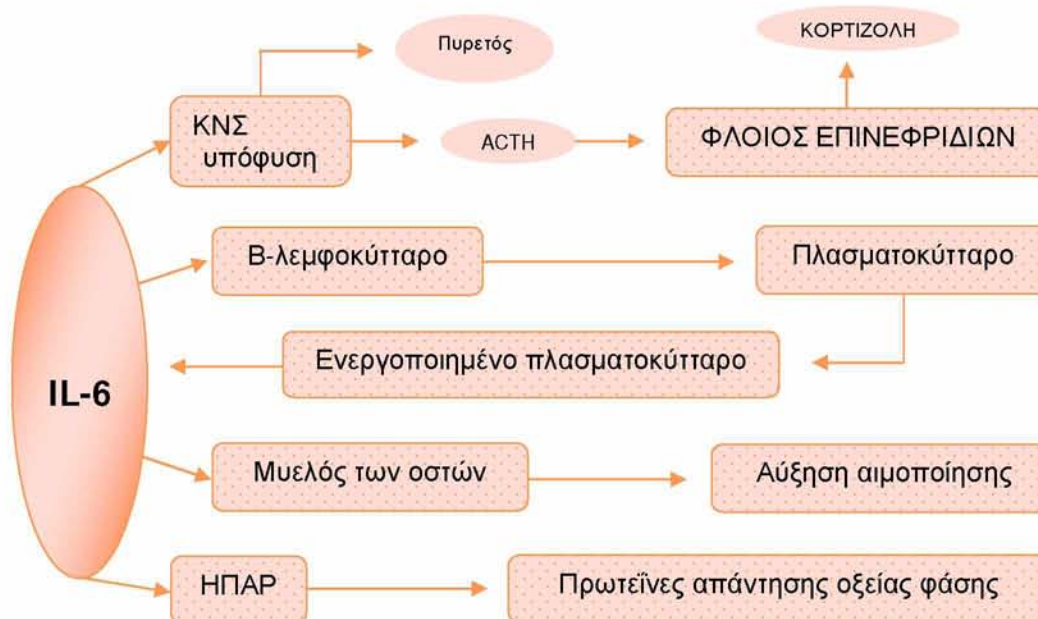 Πυρετός
ΚΟΡΤΙΖΟΛΗ
ΚΝΣ
υπόφυση
ACTH
ΦΛΟΙΟΣ ΕΠΙΝΕΦΡΙΔΙΩΝ
Β-λεμφοκύτταρο
Πλασματοκύτταρο
Ενεργοποιημένο πλασματοκύτταρο
IL-6
Μυελός των οστών
Αύξηση αιμοποίησης
ΗΠΑΡ
Πρωτεΐνες απάντησης οξείας φάσης